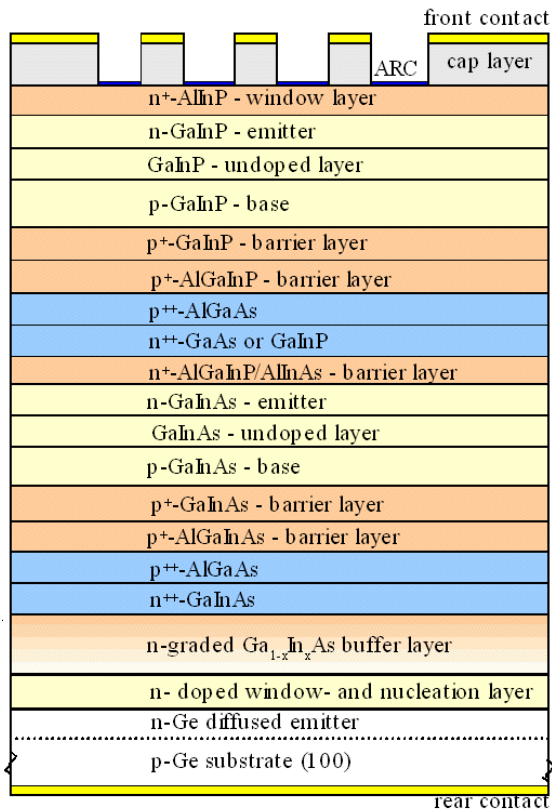 front contact
cap layer
ARC
n⁺-AlInP - window layer
n-GaInP - emitter
GaInP - undoped layer
p-GaInP - base
p⁺-GaInP - barrier layer
p⁺-AlGaInP - barrier layer
p⁺⁺-AlGaAs
n⁺⁺-GaAs or GaInP
n⁺-AlGaInP/AlInAs - barrier layer
n-GaInAs - emitter
GaInAs - undoped layer
p-GaInAs - base
p⁺-GaInAs - barrier layer
p⁺-AlGaInAs - barrier layer
p⁺⁺-AlGaAs
n⁺⁺-GaInAs
n-graded Ga₁₋ₓInₓAs buffer layer
n- doped window- and nucleation layer
n-Ge diffused emitter
p-Ge substrate (100)
rear contact